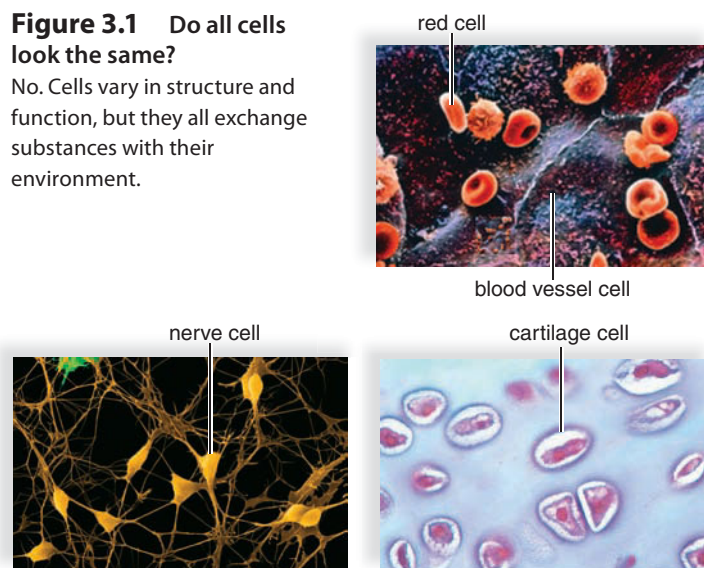 Figure 3.1 Do all cells
look the same?
No. Cells vary in structure and
function, but they all exchange
substances with their
environment.
red cell
blood vessel cell
nerve cell
cartilage cell